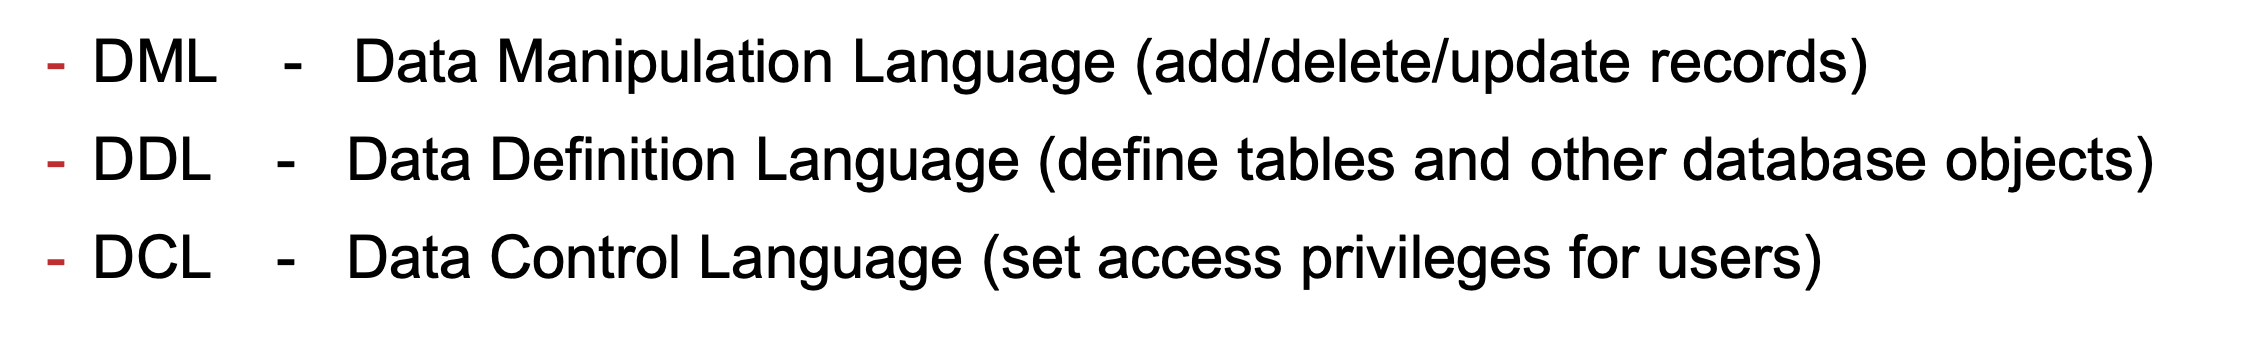 - DML - Data Manipulation Language (add/delete/update records)
- DDL - Data Definition Language (define tables and other database objects)
- DCL - Data Control Language (set access privileges for users)